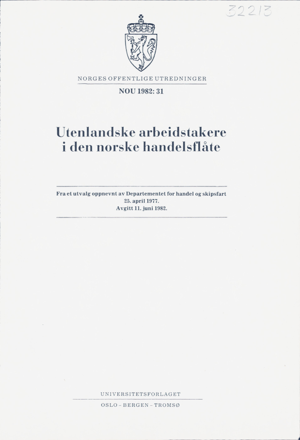 32213
NORGES OFFENTLIGE UTREDNINGER
NOU 1982: 31
Utenlandske arbeidstakere
i den norske handelsflåte
Fra et utvalg oppnevnt av Departementet for handel og skipsfart
25. april 1977.
Avgitt 11. juni 1982.
UNIVERSITETSFORLAGET
OSLO - BERGEN - TROMSØ